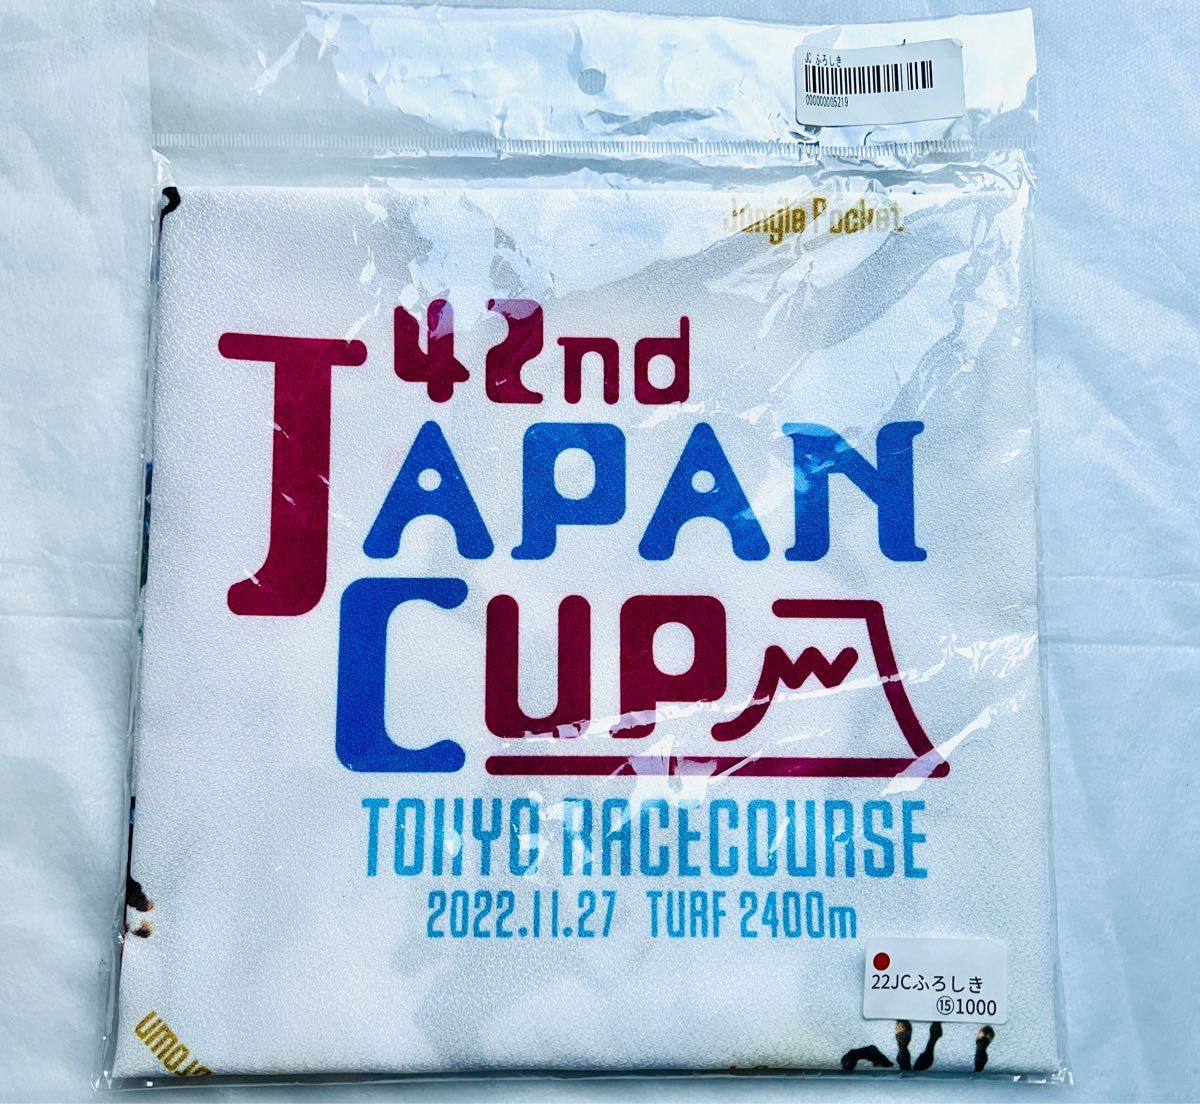 JC ふろしき
000000005219
Jungle Pocket
42nd
JAPAN
CUP
TOKYO RACECOURSE
2022.11.27 TURF 2400m
22JCふろしき
⑮1000